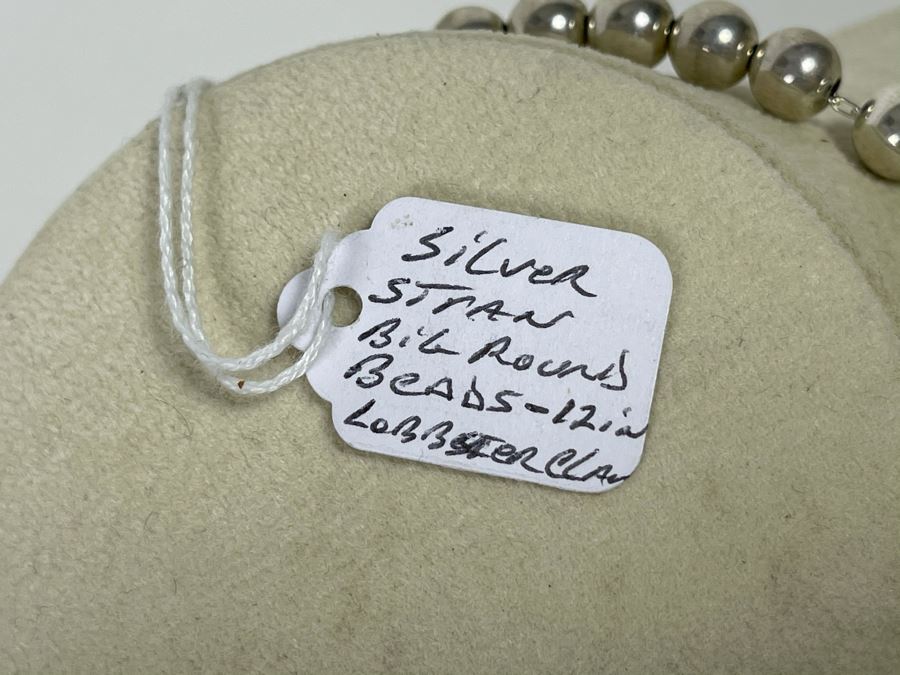 SilveR
STRAN
BiG ROUND
BEADS-12in
LOBBSTER CLAW